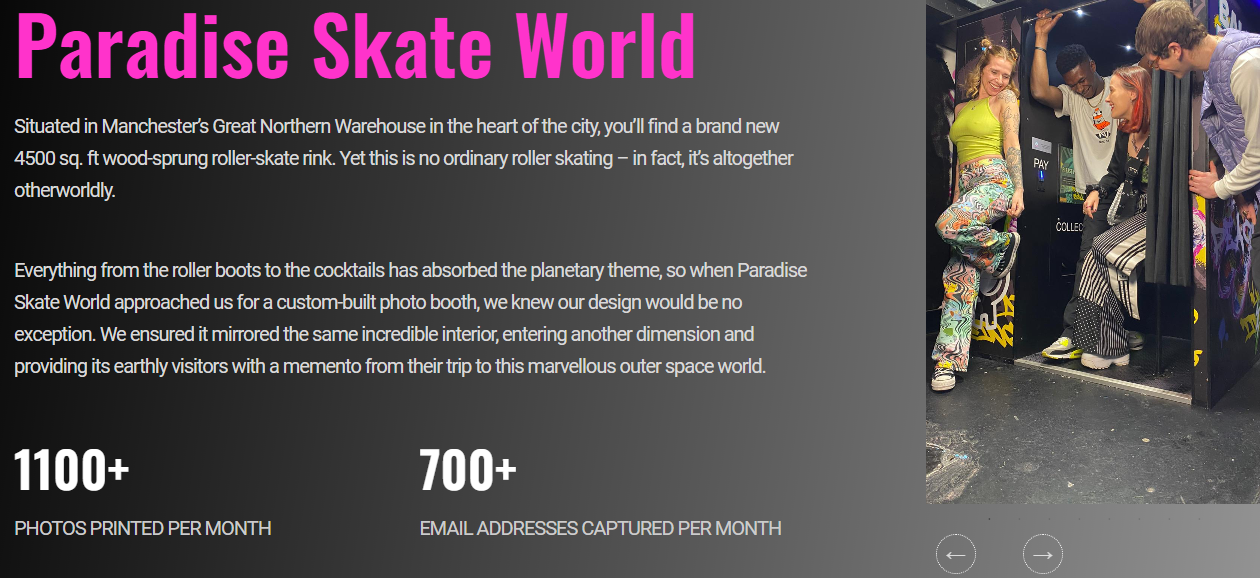 Paradise Skate World
Situated in Manchester’s Great Northern Warehouse in the heart of the city, you’ll find a brand new
4500 sq. ft wood-sprung roller-skate rink. Yet this is no ordinary roller skating – in fact, it’s altogether
otherworldly.
Everything from the roller boots to the cocktails has absorbed the planetary theme, so when Paradise
Skate World approached us for a custom-built photo booth, we knew our design would be no
exception. We ensured it mirrored the same incredible interior, entering another dimension and
providing its earthly visitors with a memento from their trip to this marvellous outer space world.
1100+
700+
PHOTOS PRINTED PER MONTH
EMAIL ADDRESSES CAPTURED PER MONTH
PAY